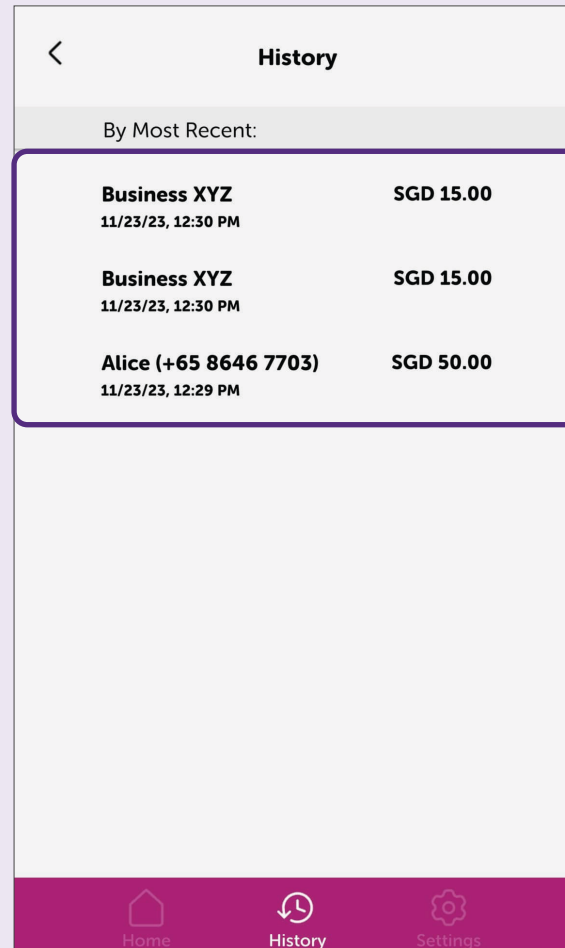 History
By Most Recent:
Business XYZ SGD 15.00
11/23/23, 12:30 PM
Business XYZ SGD 15.00
11/23/23, 12:30 PM
Alice (+65 8646 7703) SGD 50.00
11/23/23, 12:29 PM
Home History Settings